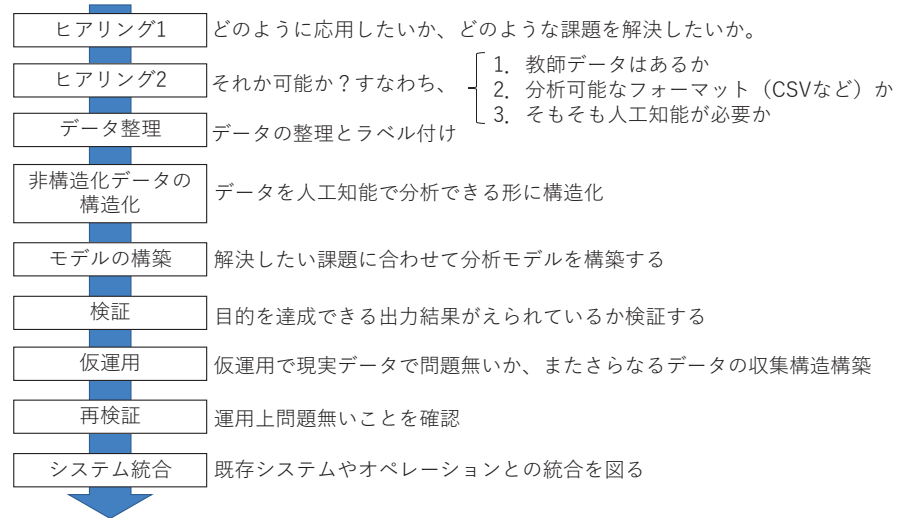 ヒアリング1
どのように応用したいか、どのような課題を解決したいか。
ヒアリング2
それか可能か？すなわち、
1. 教師データはあるか
2. 分析可能なフォーマット（CSVなど）か
3. そもそも人工知能が必要か
データ整理
データの整理とラベル付け
非構造化データの
構造化
データを人工知能で分析できる形に構造化
モデルの構築
解決したい課題に合わせて分析モデルを構築する
検証
目的を達成できる出力結果がえられているか検証する
仮運用
仮運用で現実データで問題無いか、またさらなるデータの収集構造構築
再検証
運用上問題無いことを確認
システム統合
既存システムやオペレーションとの統合を図る